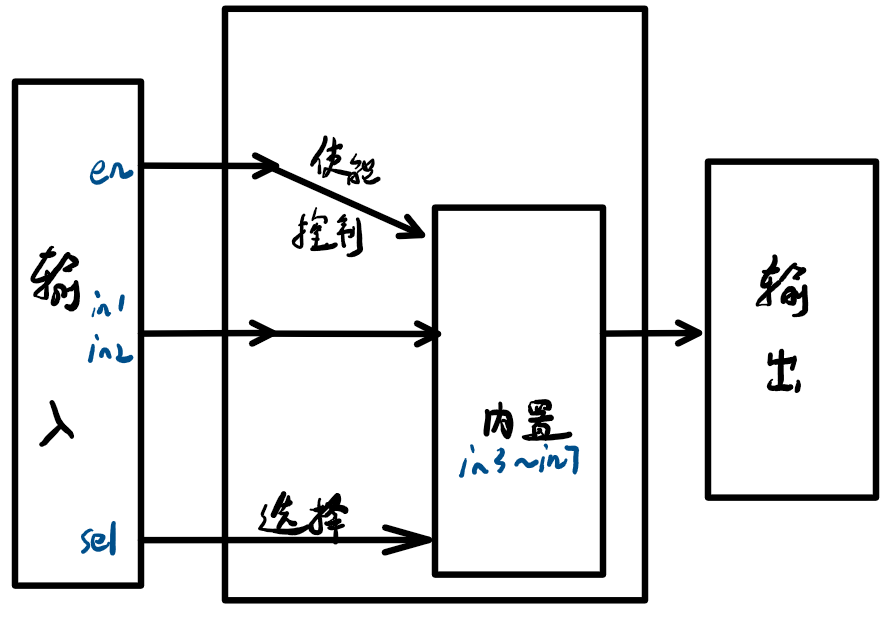 en
使能
控制
输
入
in1
in2
内置
in3~in7
选择
sel
输
出